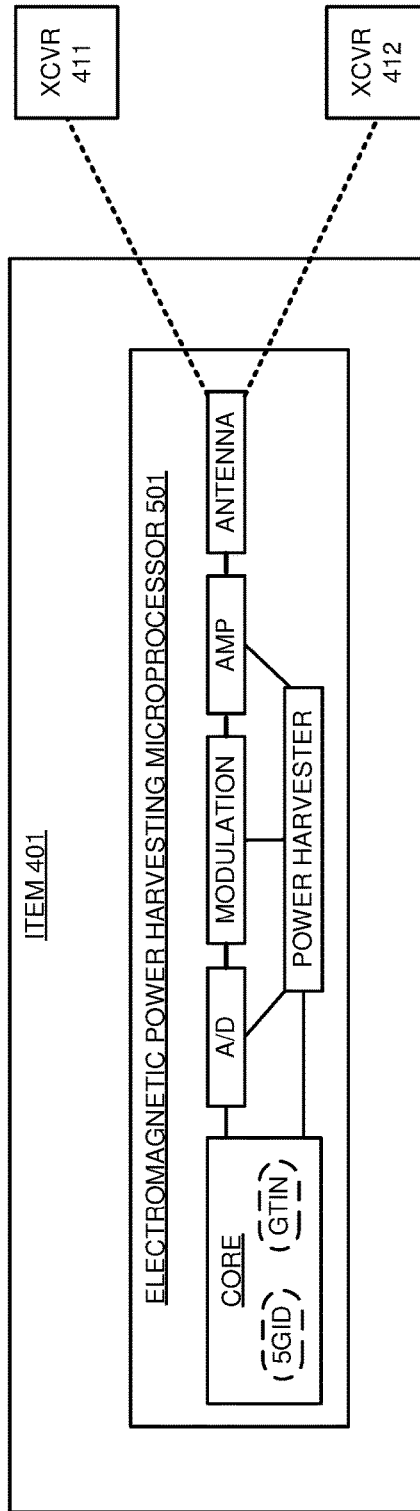 ITEM 401
ELECTROMAGNETIC POWER HARVESTING MICROPROCESSOR 501
CORE
5GID
GTIN
A/D
MODULATION
AMP
ANTENNA
POWER HARVESTER
XCVR
411
XCVR
412